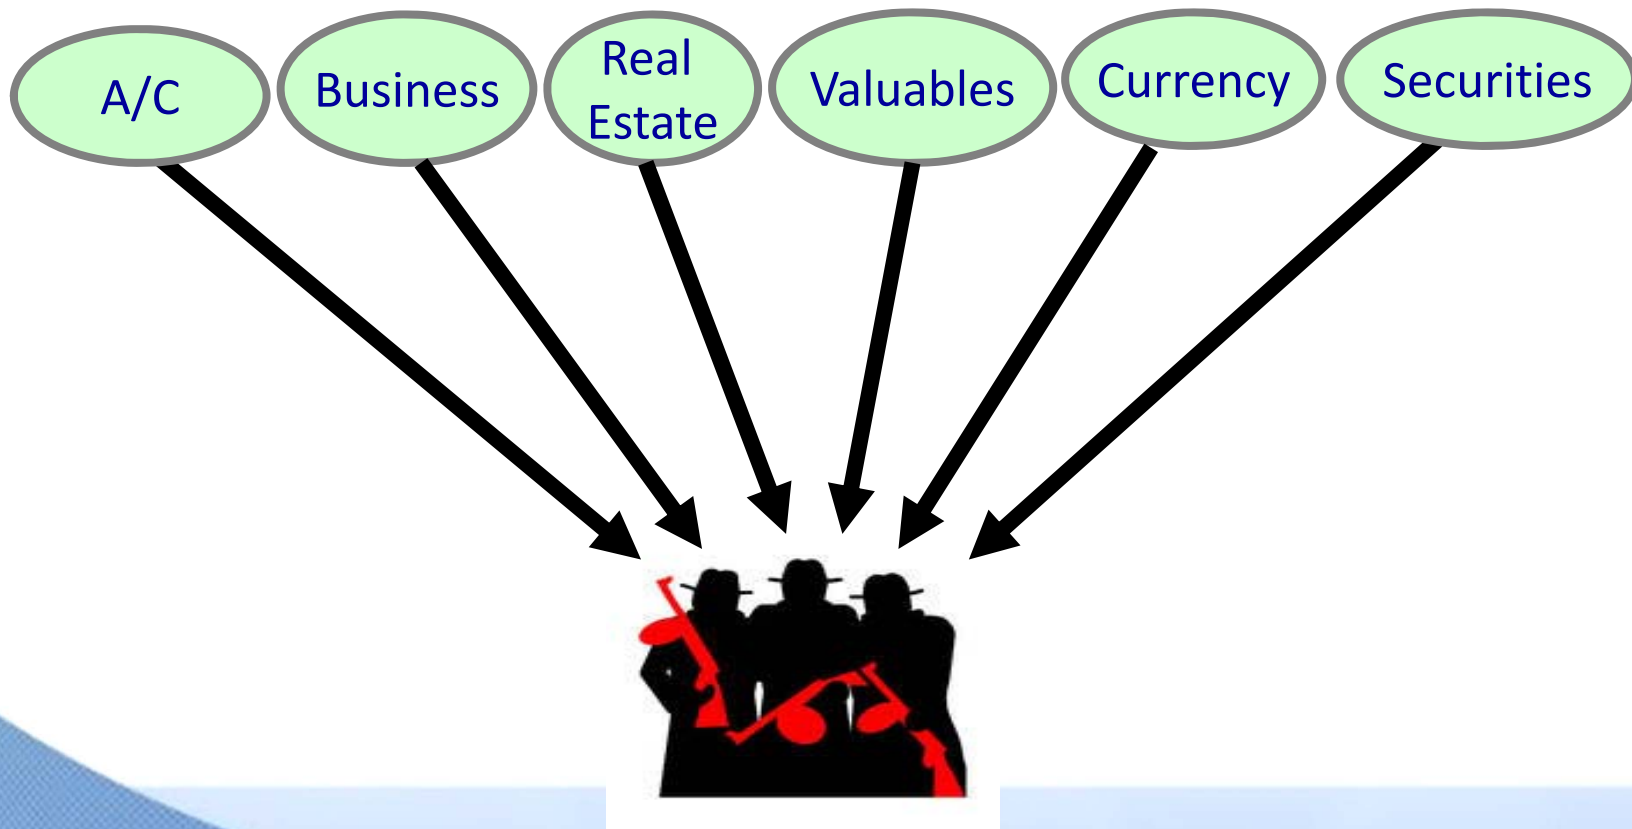 A/C
Business
Real
Estate
Valuables
Currency
Securities